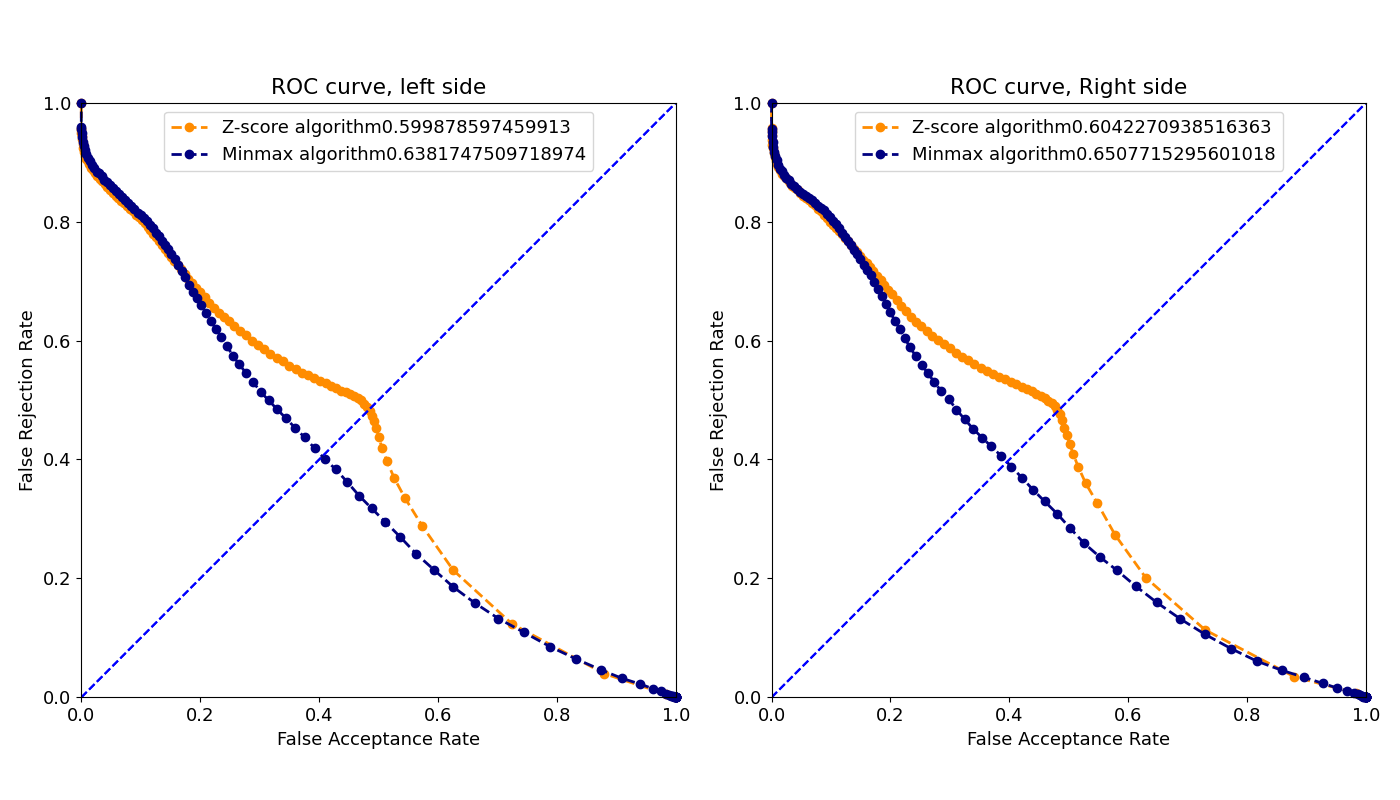 ROC curve, left side
Z-score algorithm0.599878597459913
Minmax algorithm0.6381747509718974
1.0
0.8
0.6
0.4
0.2
0.0
False Rejection Rate
0.0 0.2 0.4 0.6 0.8 1.0
False Acceptance Rate
ROC curve, Right side
Z-score algorithm0.6042270938516363
Minmax algorithm0.6507715295601018
1.0
0.8
0.6
0.4
0.2
0.0
False Rejection Rate
0.0 0.2 0.4 0.6 0.8 1.0
False Acceptance Rate